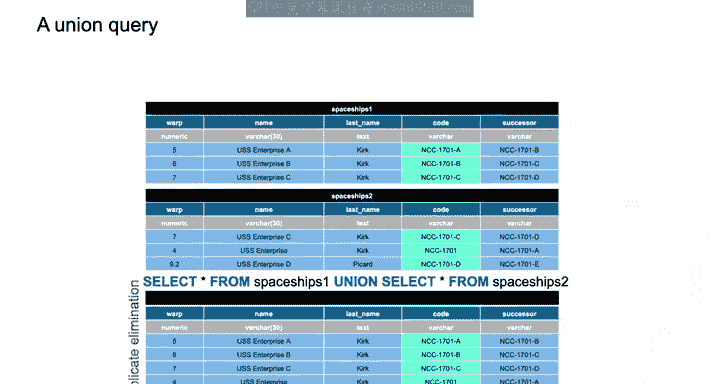 A union query
spaceships1
warp name last_name code successor
numeric varchar(30) text varchar varchar
5 USS Enterprise A Kirk NCC-1701-A NCC-1701-B
6 USS Enterprise B Kirk NCC-1701-B NCC-1701-C
7 USS Enterprise C Kirk NCC-1701-C NCC-1701-D
spaceships2
warp name last_name code successor
numeric varchar(30) text varchar varchar
7 USS Enterprise C Kirk NCC-1701-C NCC-1701-D
4 USS Enterprise Kirk NCC-1701 NCC-1701-A
9.2 USS Enterprise D Picard NCC-1701-D NCC-1701-E
SELECT * FROM spaceships1 UNION SELECT * FROM spaceships2
plicate elimination
warp name last_name code successor
numeric varchar(30) text varchar varchar
5 USS Enterprise A Kirk NCC-1701-A NCC-1701-B
6 USS Enterprise B Kirk NCC-1701-B NCC-1701-C
7 USS Enterprise C Kirk NCC-1701-C NCC-1701-D
4 USS Enterprise Kirk NCC-1701 NCC-1701-A